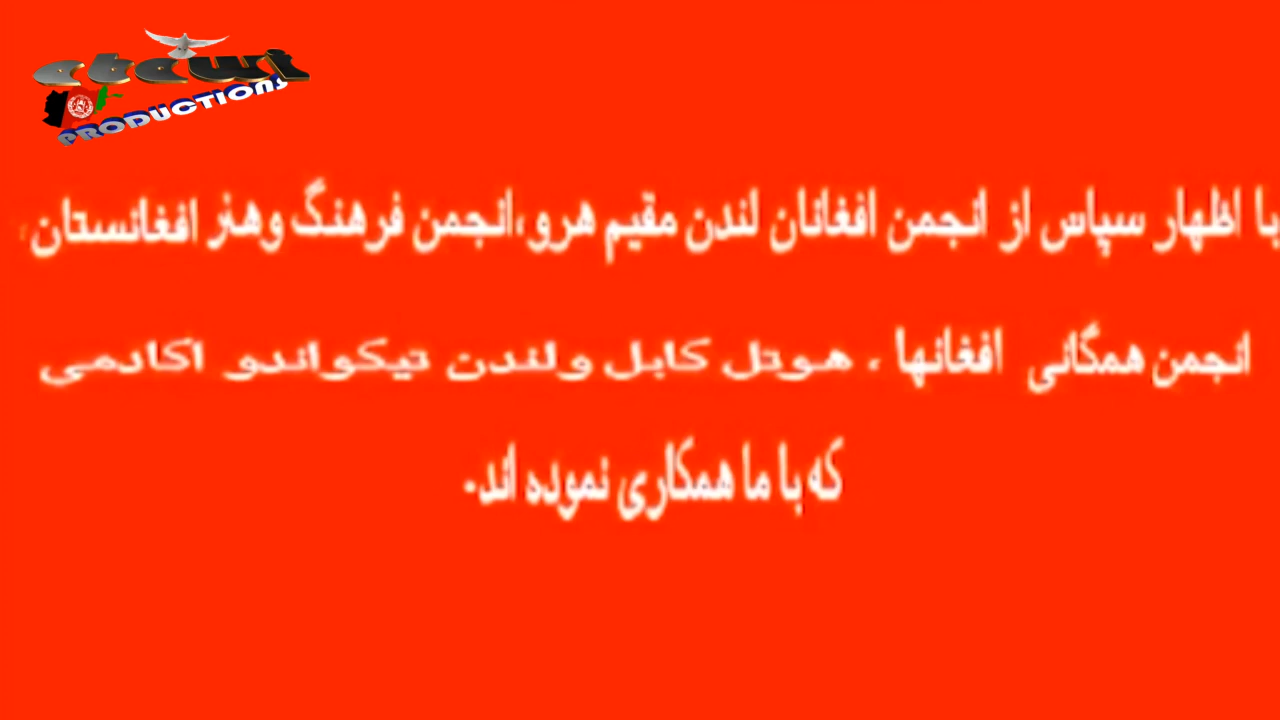 ctcwt
PRODUCTIONS
با اظهار سپاس از انجمن افغانان لندن مقیم هرو،انجمن فرهنگ وهنر افغانستان،
انجمن همگانی افغانها ، هوتل کابل ولندن تیکواندو اکادمی
که با ما همکاری نموده اند.